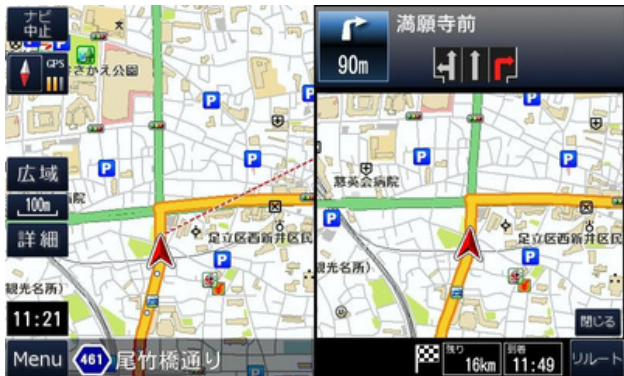 ナビ
中止
GPS
さかえ公園
P
P
P
P
広域
100m
詳細
足立区西新井区民
P
観光名所)
11:21
Menu
461
尾竹橋通り
満願寺前
90m
P
P
P
慈英会病院
P
足立区西新井区民
P
観光名所)
閉じる
残り
16km
到着
11:49
リルート